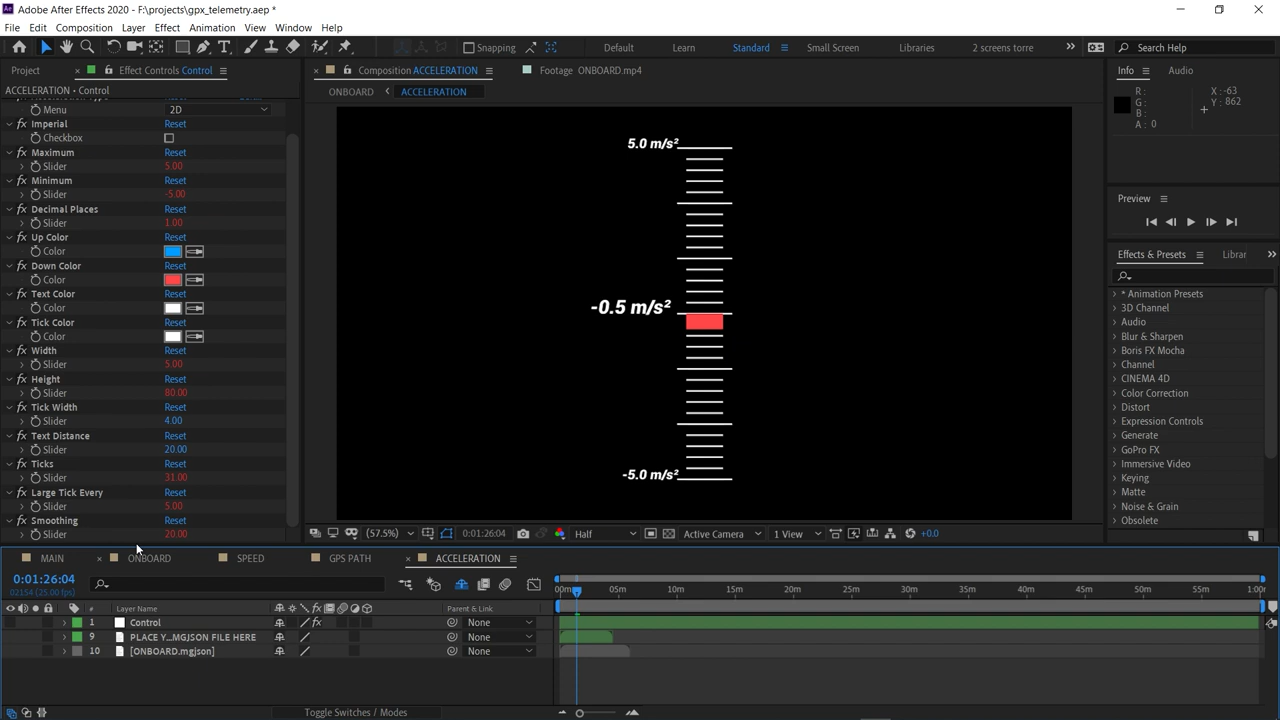 Adobe After Effects 2020 - F:\projects\gpx_telemetry.aep *
File Edit Composition Layer Effect Animation View Window Help
Snapping Default Learn Standard Small Screen Libraries 2 screens torre Search Help
Project Effect Controls Control Composition ACCELERATION Footage ONBOARD.mp4 Info Audio
ACCELERATION - Control
ONBOARD ACCELERATION
R: G: B: A: 0
X: -63
Y: 862
Menu 2D
Imperial Reset
Checkbox
Maximum Reset
Slider 5.00
Minimum Reset
Slider -5.00
Decimal Places Reset
Slider 1.00
Up Color Reset
Color
Down Color Reset
Color
Text Color Reset
Color
Tick Color Reset
Color
Width Reset
Slider 5.00
Height Reset
Slider 80.00
Tick Width Reset
Slider 4.00
Text Distance Reset
Slider 20.00
Ticks Reset
Slider 31.00
Large Tick Every Reset
Slider 5.00
Smoothing Reset
Slider 20.00
5.0 m/s²
-0.5 m/s²
-5.0 m/s²
(57.5%) 0:01:26:04 Half Active Camera 1 View +0.0
Preview
Effects & Presets Librar
* Animation Presets
3D Channel
Audio
Blur & Sharpen
Boris FX Mocha
Channel
CINEMA 4D
Color Correction
Distort
Expression Controls
Generate
GoPro FX
Immersive Video
Keying
Matte
Noise & Grain
Obsolete
MAIN ONBOARD SPEED GPS PATH ACCELERATION
0:01:26:04
02154 (25.00 fps)
00m 05m 10m 15m 20m 25m 30m 35m 40m 45m 50m 55m 1:00
# Layer Name Parent & Link
1 Control None
9 PLACE Y...MGJSON FILE HERE None
10 [ONBOARD.mgjson] None
Toggle Switches / Modes